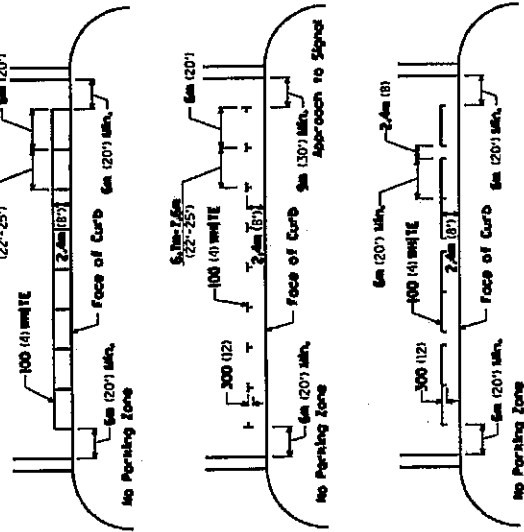 6m (20')
(22'-25')
100 (4) WHITE
2.4m (8')
Face of Curb
6m (20') Min.
6m (20') Min.
No Parking Zone
6m (20')
6.7m-7.6m
(22'-25')
100 (4) WHITE
300 (12)
2.4m (8')
Face of Curb
6m (20') Min.
9m (30') Min.
Approach to Signal
No Parking Zone
2.4m (8)
6m (20') Min.
100 (4) WHITE
300 (12)
2.4m (8')
Face of Curb
6m (20') Min.
6m (20') Min.
No Parking Zone